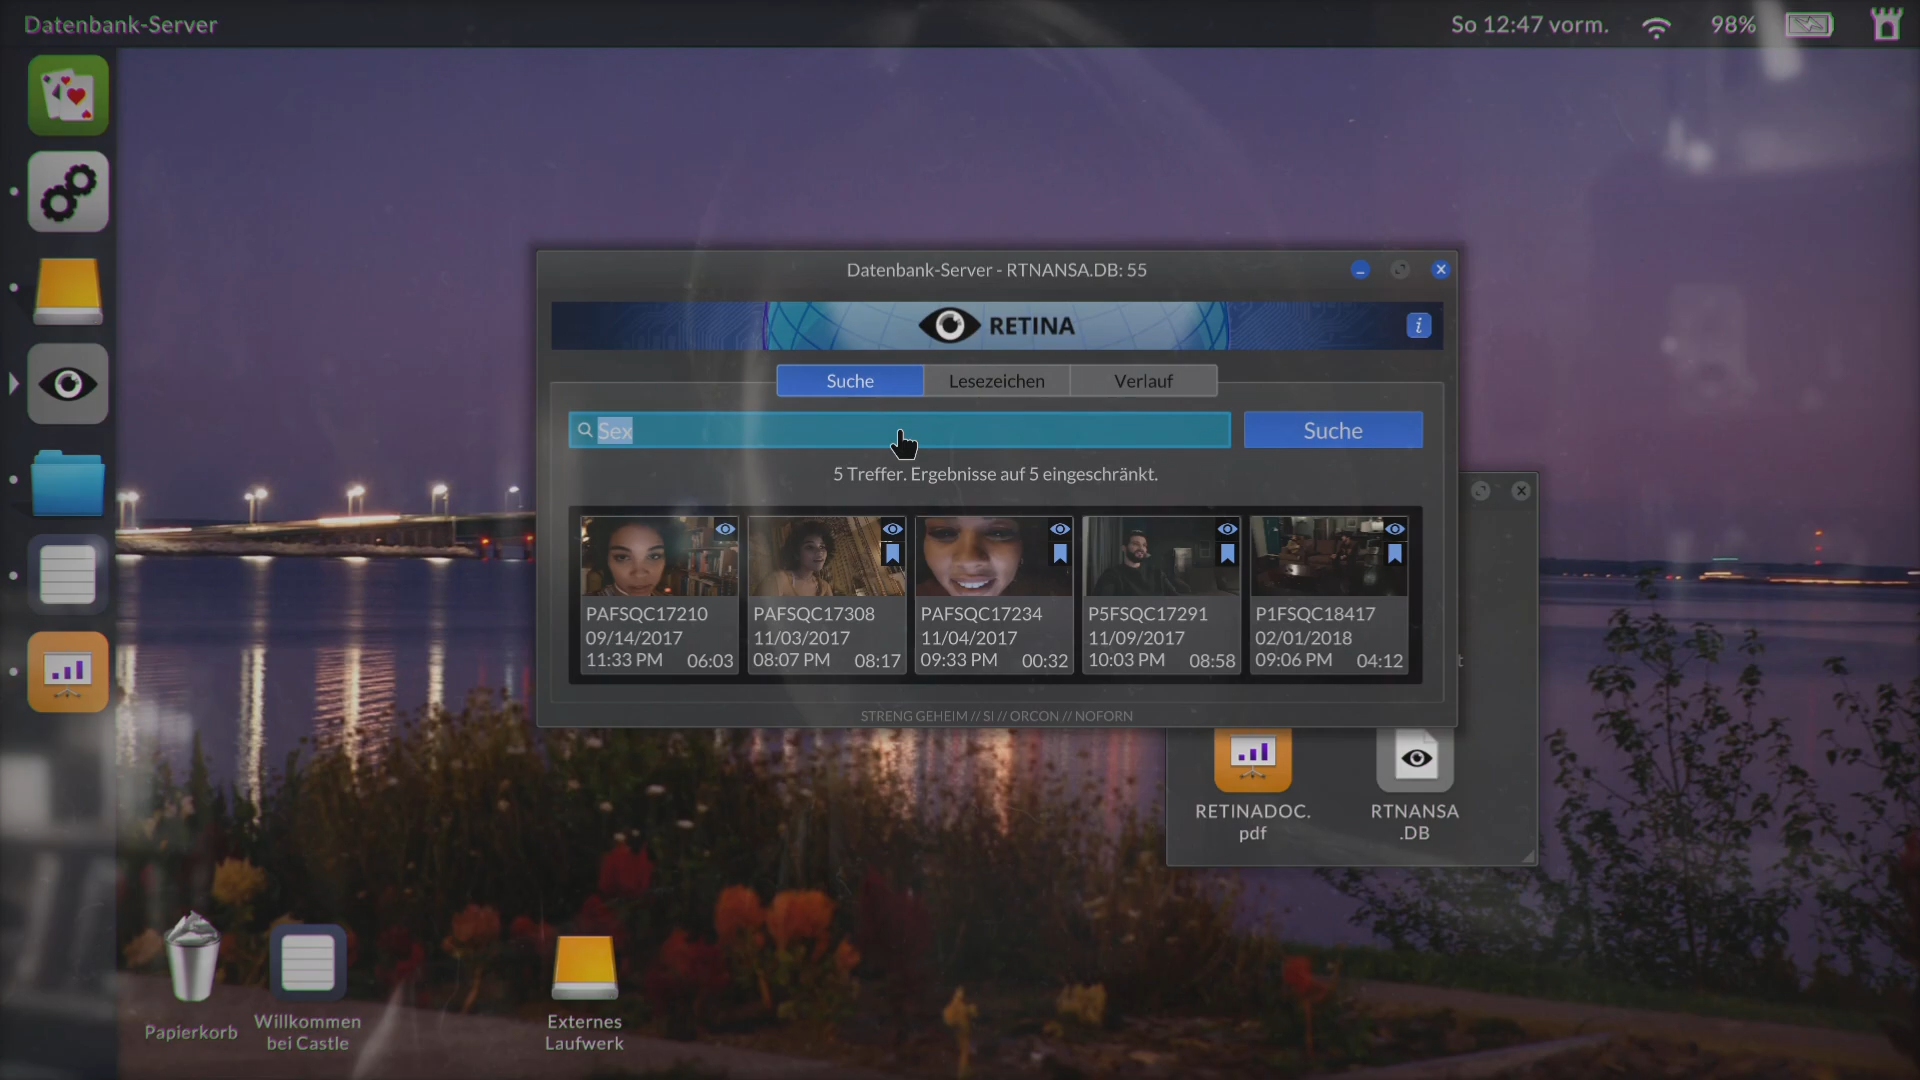 Datenbank-Server
So 12:47 vorm.
98%
Datenbank-Server - RTNANSA.DB: 55
RETINA
i
Suche
Lesezeichen
Verlauf
Sex
Suche
5 Treffer. Ergebnisse auf 5 eingeschränkt.
PAFSQC17210
09/14/2017
11:33 PM 06:03
PAFSQC17308
11/03/2017
08:07 PM 08:17
PAFSQC17234
11/04/2017
09:33 PM 00:32
P5FSQC17291
11/09/2017
10:03 PM 08:58
P1FSQC18417
02/01/2018
09:06 PM 04:12
STRENG GEHEIM // SI // ORCON // NOFORN
RETINADOC.
pdf
RTNANSA
.DB
Papierkorb
Willkommen
bei Castle
Externes
Laufwerk